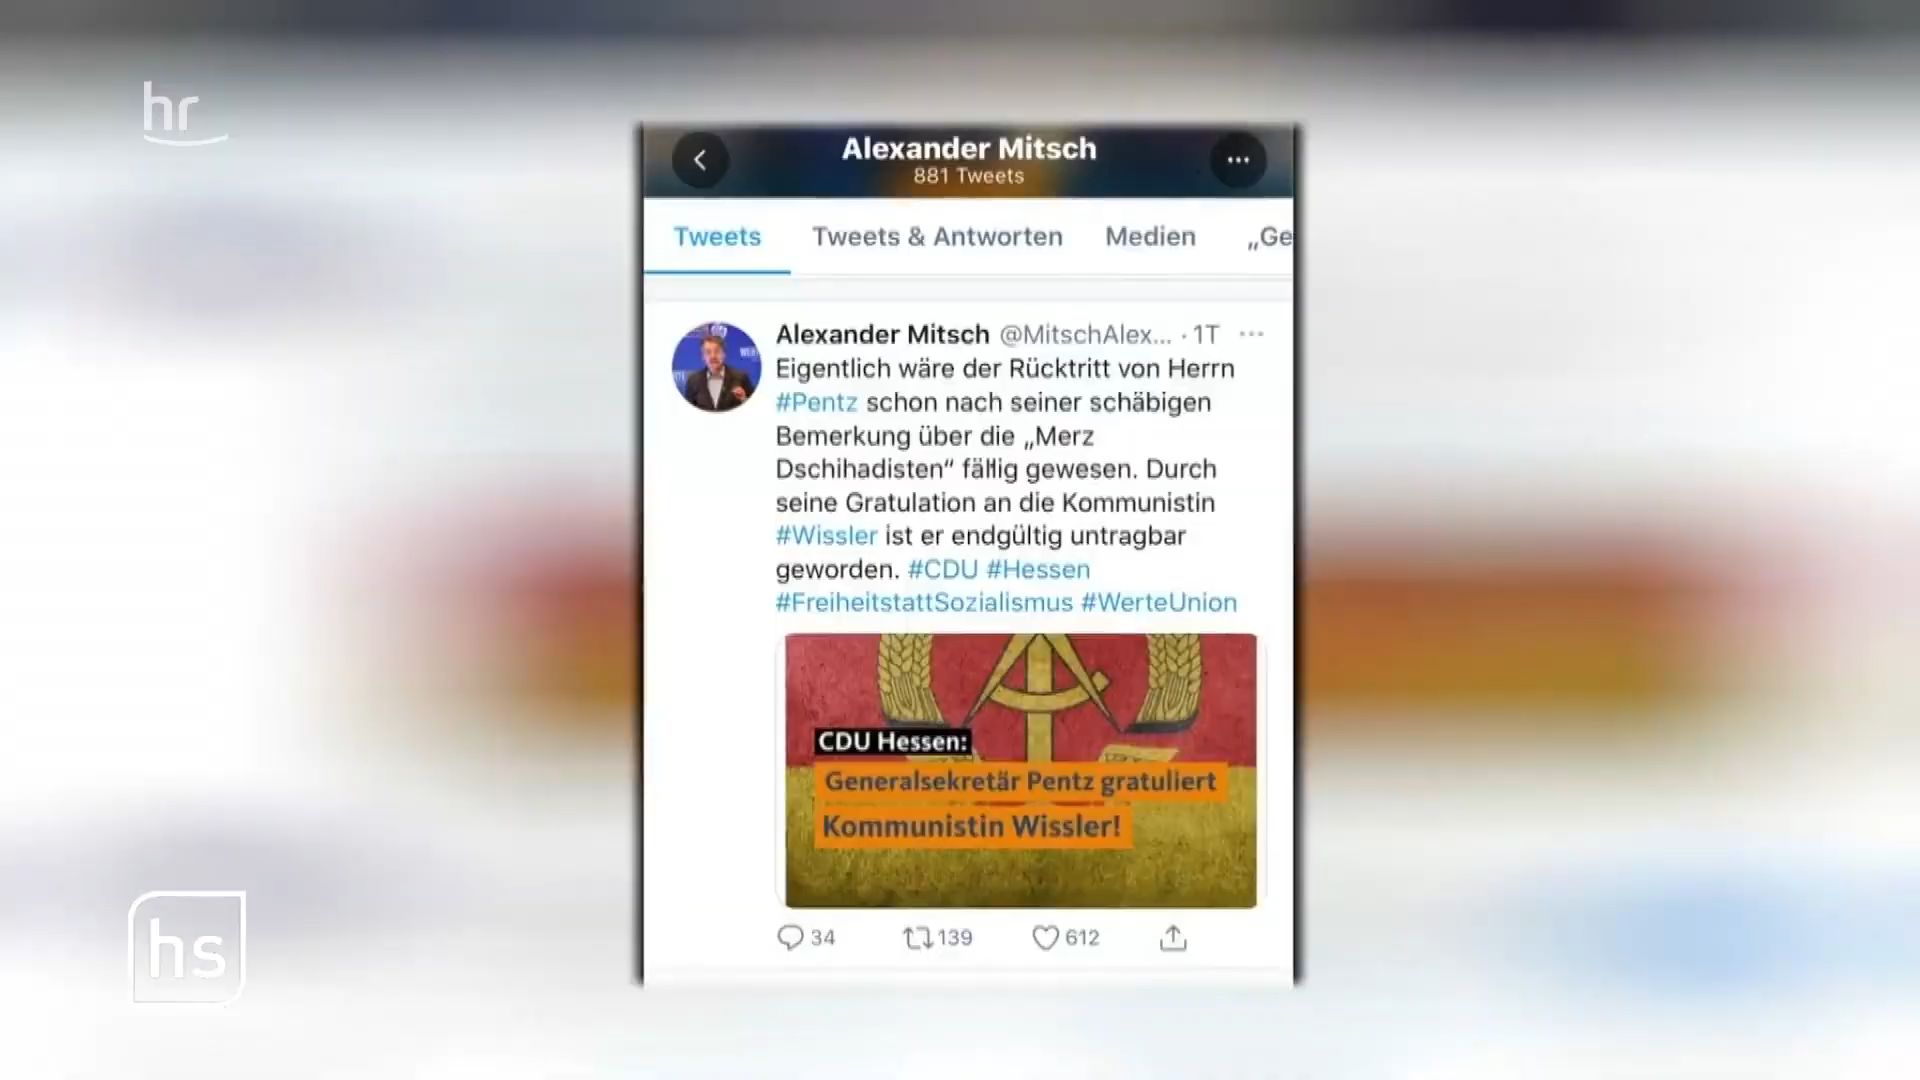 hr
Alexander Mitsch
881 Tweets
Tweets Tweets & Antworten Medien „Ge
Alexander Mitsch @MitschAlex... · 1T
Eigentlich wäre der Rücktritt von Herrn
#Pentz schon nach seiner schäbigen
Bemerkung über die „Merz
Dschihadisten“ fällig gewesen. Durch
seine Gratulation an die Kommunistin
#Wissler ist er endgültig untragbar
geworden. #CDU #Hessen
#FreiheitstattSozialismus #WerteUnion
CDU Hessen:
Generalsekretär Pentz gratuliert
Kommunistin Wissler!
34 139 612
hs